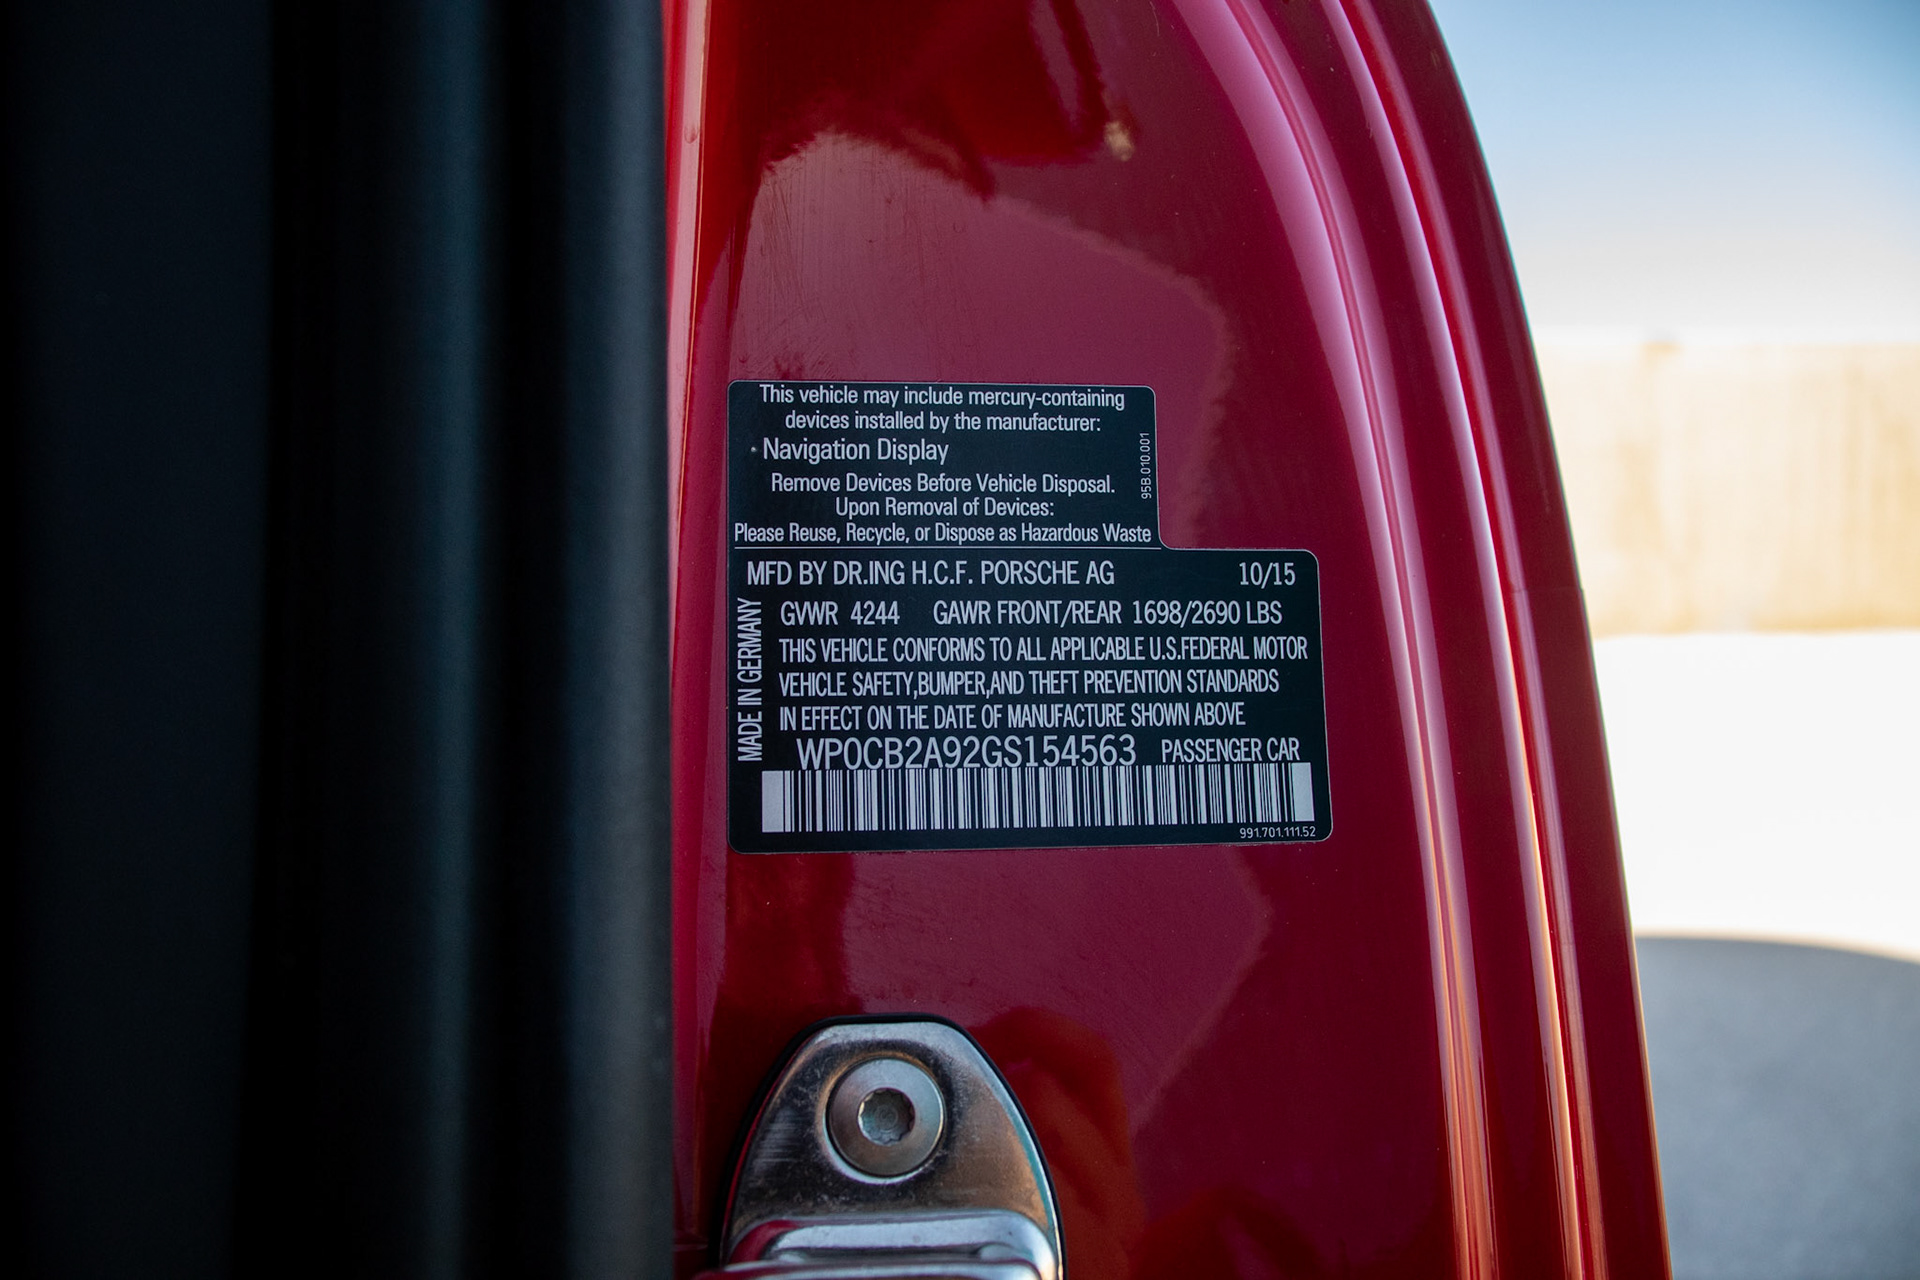 This vehicle may include mercury-containing
devices installed by the manufacturer:
· Navigation Display
Remove Devices Before Vehicle Disposal.
Upon Removal of Devices:
Please Reuse, Recycle, or Dispose as Hazardous Waste
95B.010.001
MFD BY DR.ING H.C.F. PORSCHE AG 10/15
MADE IN GERMANY
GVWR 4244 GAWR FRONT/REAR 1698/2690 LBS
THIS VEHICLE CONFORMS TO ALL APPLICABLE U.S.FEDERAL MOTOR
VEHICLE SAFETY,BUMPER,AND THEFT PREVENTION STANDARDS
IN EFFECT ON THE DATE OF MANUFACTURE SHOWN ABOVE
WP0CB2A92GS154563 PASSENGER CAR
991.701.111.52